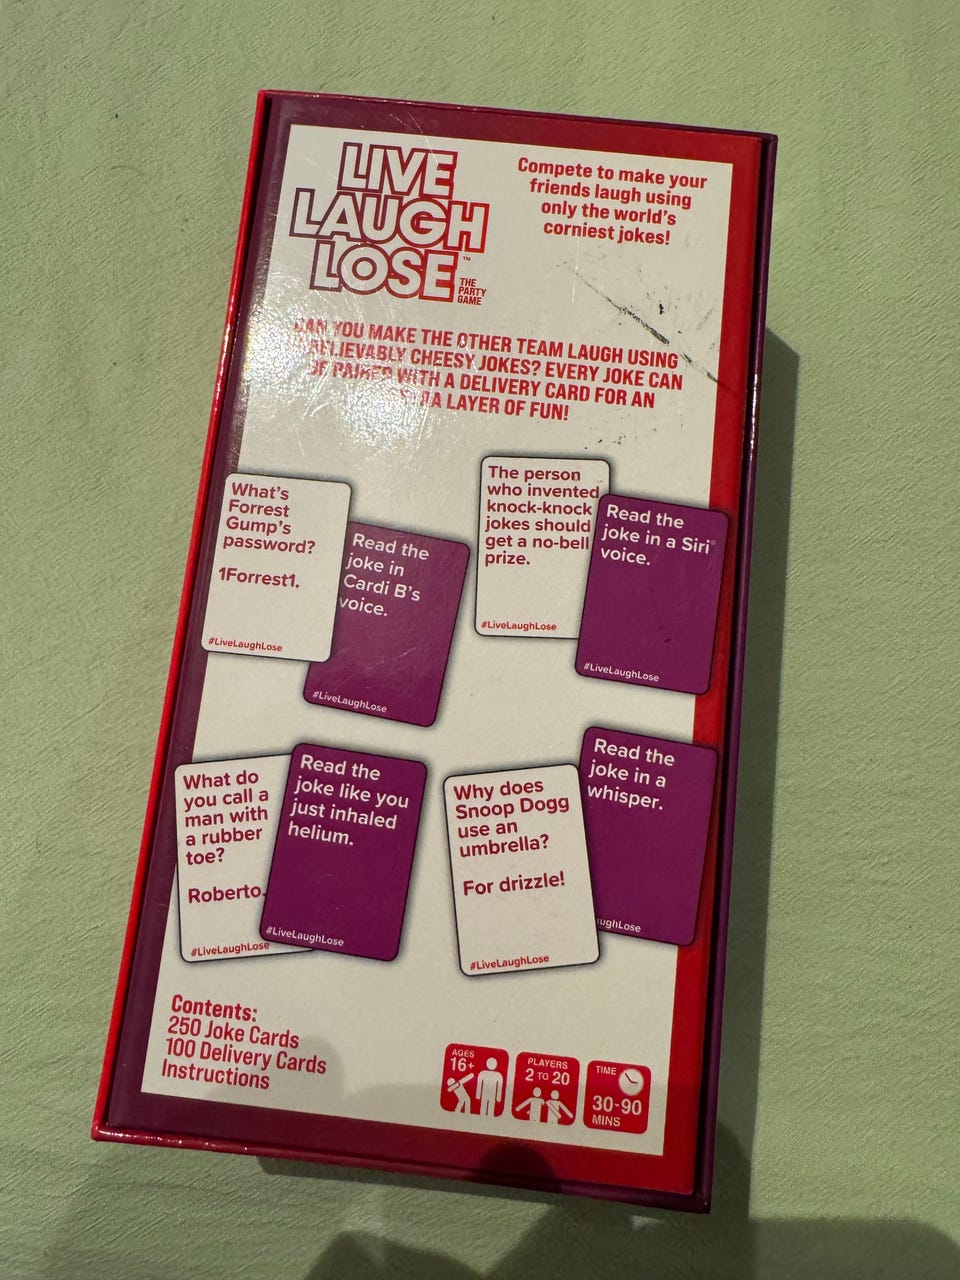 LIVE
LAUGH
LOSE™
THE
PARTY
GAME
Compete to make your
friends laugh using
only the world's
corniest jokes!
CAN YOU MAKE THE OTHER TEAM LAUGH USING
CHEESY JOKES? EVERY JOKE CAN
BE PAIRED WITH A DELIVERY CARD FOR AN
LAYER OF FUN!
What's
Forrest
Gump's
password?
1Forrest1.
#LiveLaughLose
Read the
joke in
Cardi B's
voice.
#LiveLaughLose
The person
who invented
knock-knock
jokes should
get a no-bell
prize.
#LiveLaughLose
Read the
joke in a Siri®
voice.
#LiveLaughLose
What do
you call a
man with
a rubber
toe?
Roberto.
#LiveLaughLose
Read the
joke like you
just inhaled
helium.
#LiveLaughLose
Why does
Snoop Dogg
use an
umbrella?
For drizzle!
#LiveLaughLose
Read the
joke in a
whisper.
ughLose
Contents:
250 Joke Cards
100 Delivery Cards
Instructions
AGES
16+
PLAYERS
2 TO 20
TIME
30-90
MINS